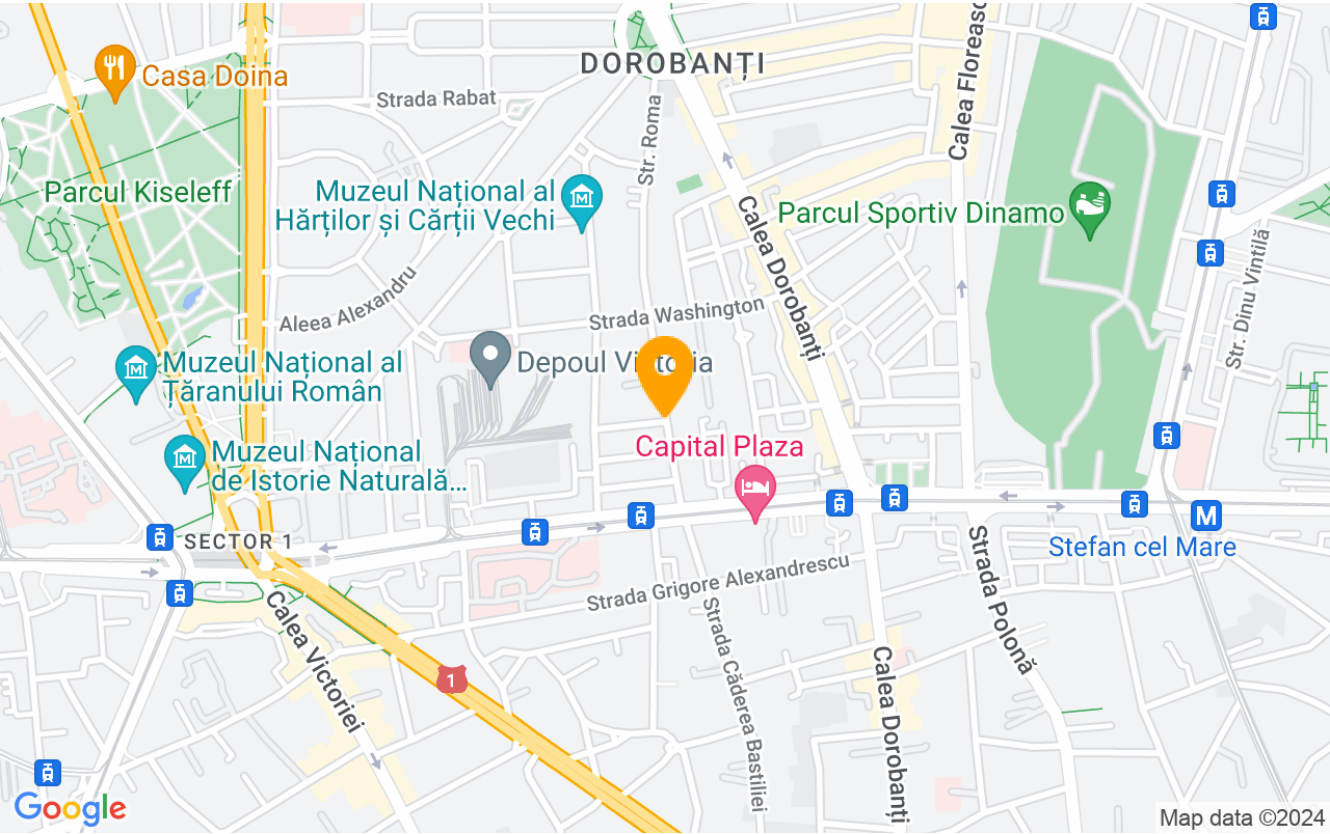 DOROBANȚI
Casa Doina
Strada Rabat
Str. Roma
Calea Floreasc
Parcul Kiseleff
Muzeul Național al
Hărților și Cărții Vechi
Calea Dorobanți
Parcul Sportiv Dinamo
Str. Dinu Vintilă
Aleea Alexandru
Strada Washington
Muzeul Național al
Țăranului Român
Depoul Vi
ia
Capital Plaza
Muzeul Național
de Istorie Naturală...
SECTOR 1
M
Stefan cel Mare
Strada Grigore Alexandrescu
Strada Polonă
Calea Victoriei
Strada Căderea Bastiliei
Calea Dorobanți
1
Google
Map data ©2024